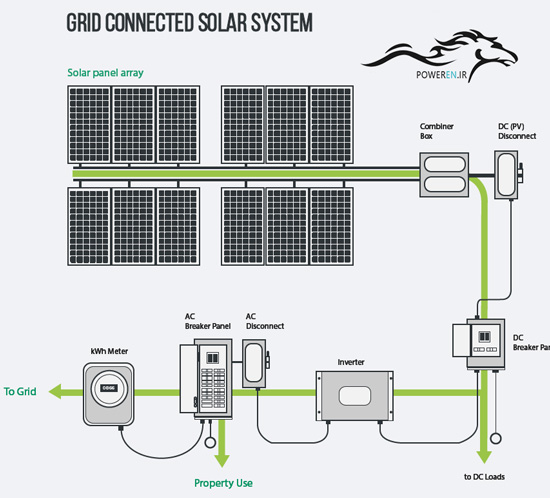 GRID CONNECTED SOLAR SYSTEM
POWEREN.IR
Solar panel array
Combiner
Box
DC (PV)
Disconnect
AC
Breaker Panel
AC
Disconnect
DC
Breaker Pan
kWh Meter
Inverter
To Grid
Property Use
to DC Loads